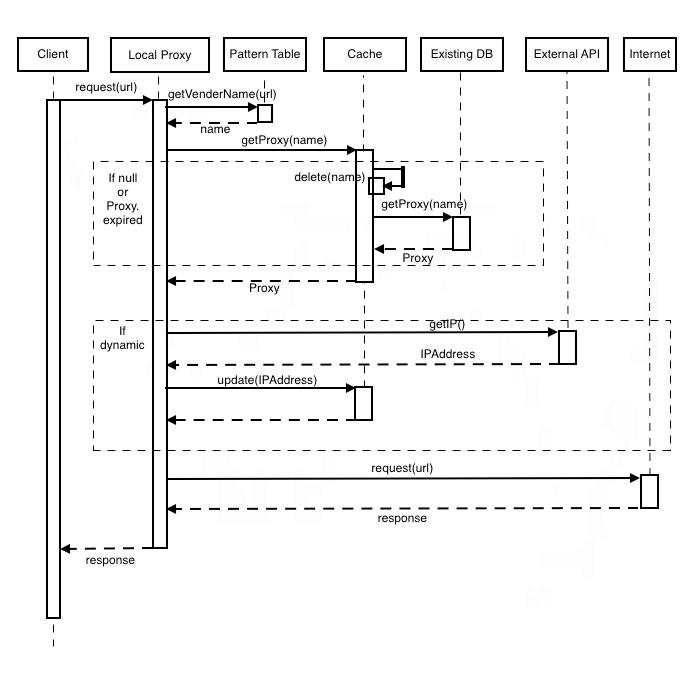 Client
Local Proxy
Pattern Table
Cache
Existing DB
External API
Internet
request(url)
getVenderName(url)
name
getProxy(name)
If null
or
Proxy.
expired
delete(name)
getProxy(name)
Proxy
Proxy
If
dynamic
getIP()
IPAddress
update(IPAddress)
request(url)
response
response